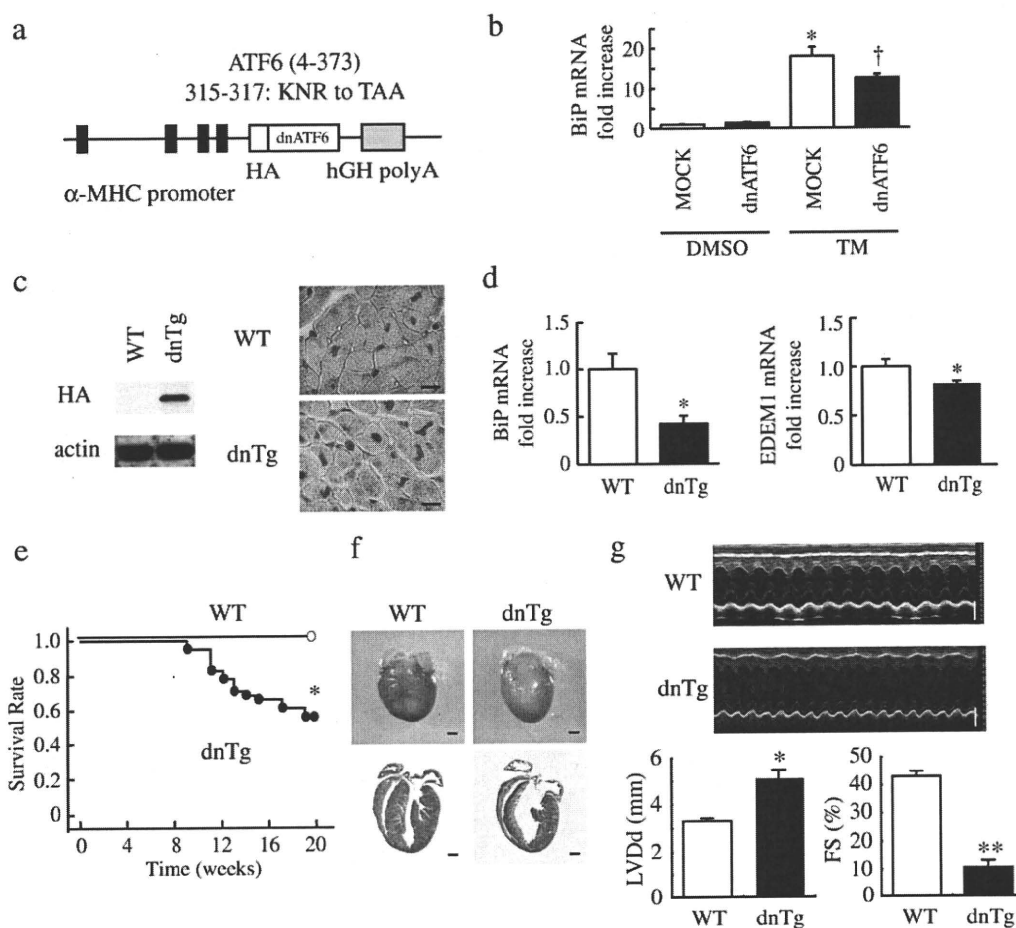 a
ATF6 (4-373)
315-317: KNR to TAA
dnATF6
HA
hGH polyA
α-MHC promoter
b
BiP mRNA
fold increase
20
10
0
*
†
MOCK
dnATF6
MOCK
dnATF6
DMSO
TM
c
WT
dnTg
HA
actin
WT
dnTg
d
BiP mRNA
fold increase
1.5
1.0
0.5
0
*
WT
dnTg
EDEM1 mRNA
fold increase
1.5
1.0
0.5
0
*
WT
dnTg
e
WT
Survival Rate
1.0
0.8
0.6
0.4
0.2
0
*
dnTg
0 4 8 12 16 20
Time (weeks)
f
WT
dnTg
g
WT
dnTg
LVDd (mm)
6
4
2
0
*
WT
dnTg
FS (%)
50
40
30
20
10
0
**
WT
dnTg